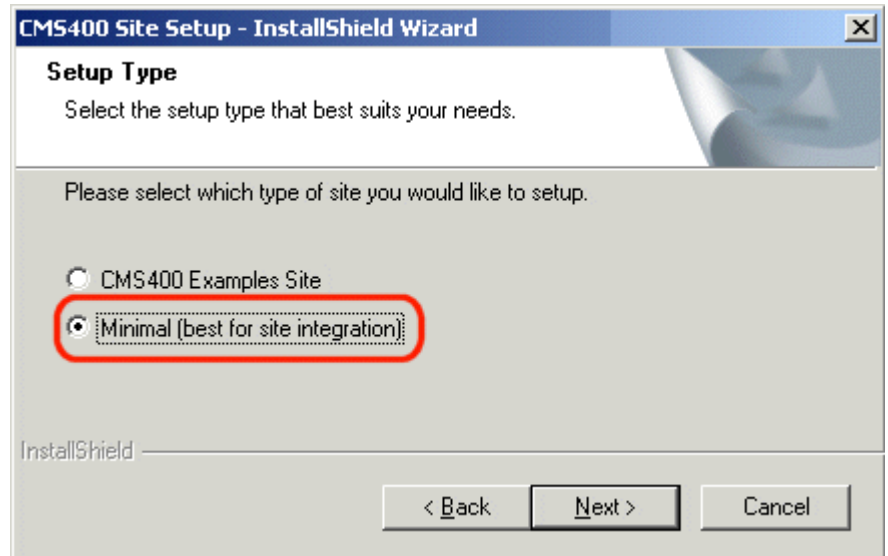 CMS400 Site Setup - InstallShield Wizard
Setup Type
Select the setup type that best suits your needs.
Please select which type of site you would like to setup.
CMS400 Examples Site
Minimal (best for site integration)
InstallShield
< Back
Next >
Cancel